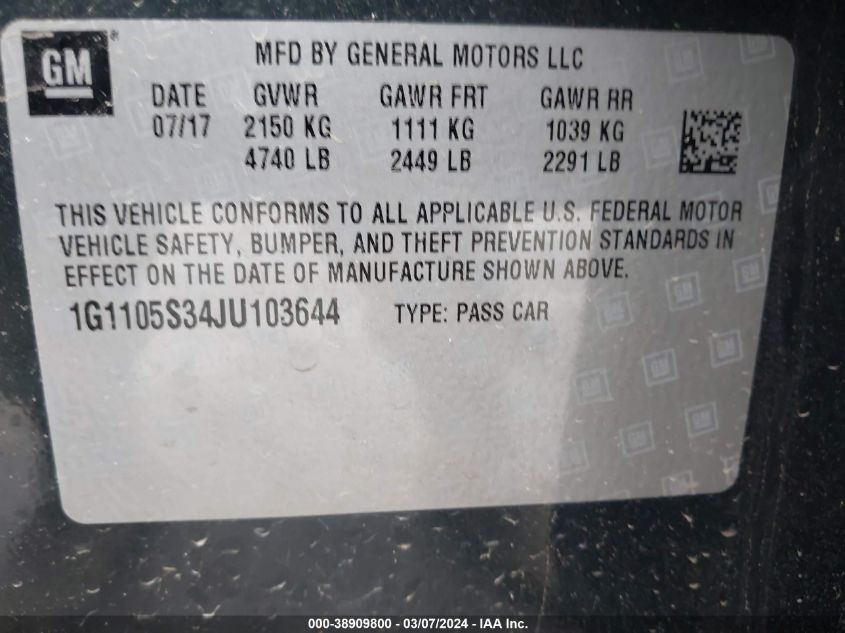 GM
MFD BY GENERAL MOTORS LLC
DATE GVWR GAWR FRT GAWR RR
07/17 2150 KG 1111 KG 1039 KG
4740 LB 2449 LB 2291 LB
THIS VEHICLE CONFORMS TO ALL APPLICABLE U.S. FEDERAL MOTOR
VEHICLE SAFETY, BUMPER, AND THEFT PREVENTION STANDARDS IN
EFFECT ON THE DATE OF MANUFACTURE SHOWN ABOVE.
1G1105S34JU103644 TYPE: PASS CAR
000-38909800 - 03/07/2024 - IAA Inc.